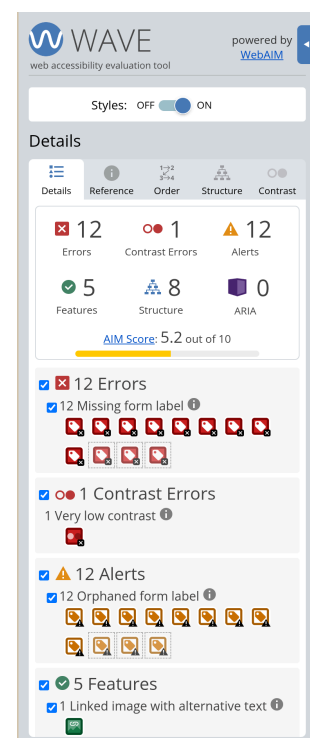 WAVE
powered by
WebAIM
web accessibility evaluation tool
Styles: OFF ON
Details
Details Reference Order Structure Contrast
12 1 12
Errors Contrast Errors Alerts
5 8 0
Features Structure ARIA
AIM Score: 5.2 out of 10
12 Errors
12 Missing form label
1 Contrast Errors
1 Very low contrast
12 Alerts
12 Orphaned form label
5 Features
1 Linked image with alternative text